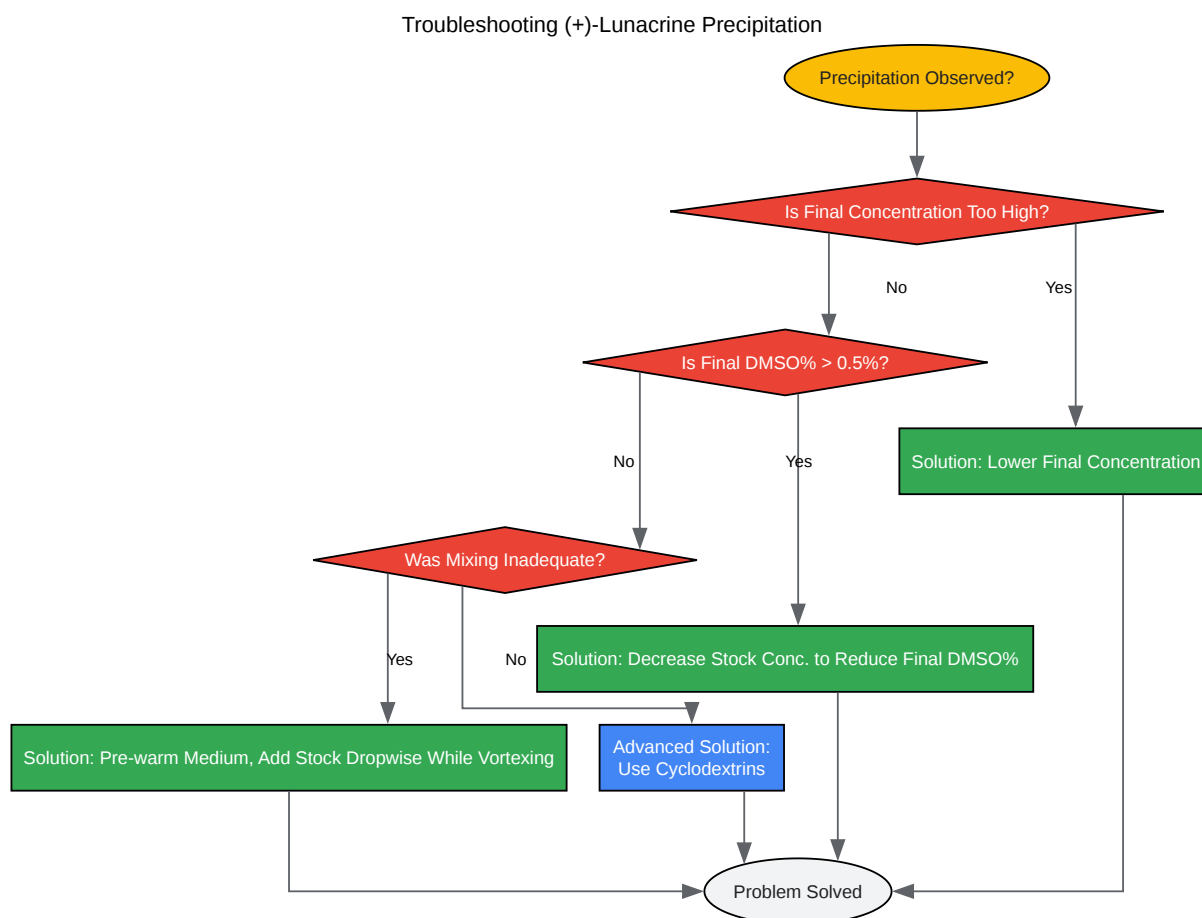 Troubleshooting (+)-Lunacrine Precipitation
Precipitation Observed?
Is Final Concentration Too High?
No
Yes
Is Final DMSO% > 0.5%?
No
Yes
Solution: Lower Final Concentration
Was Mixing Inadequate?
Yes
No
Solution: Decrease Stock Conc. to Reduce Final DMSO%
Solution: Pre-warm Medium, Add Stock Dropwise While Vortexing
Advanced Solution:
Use Cyclodextrins
Problem Solved